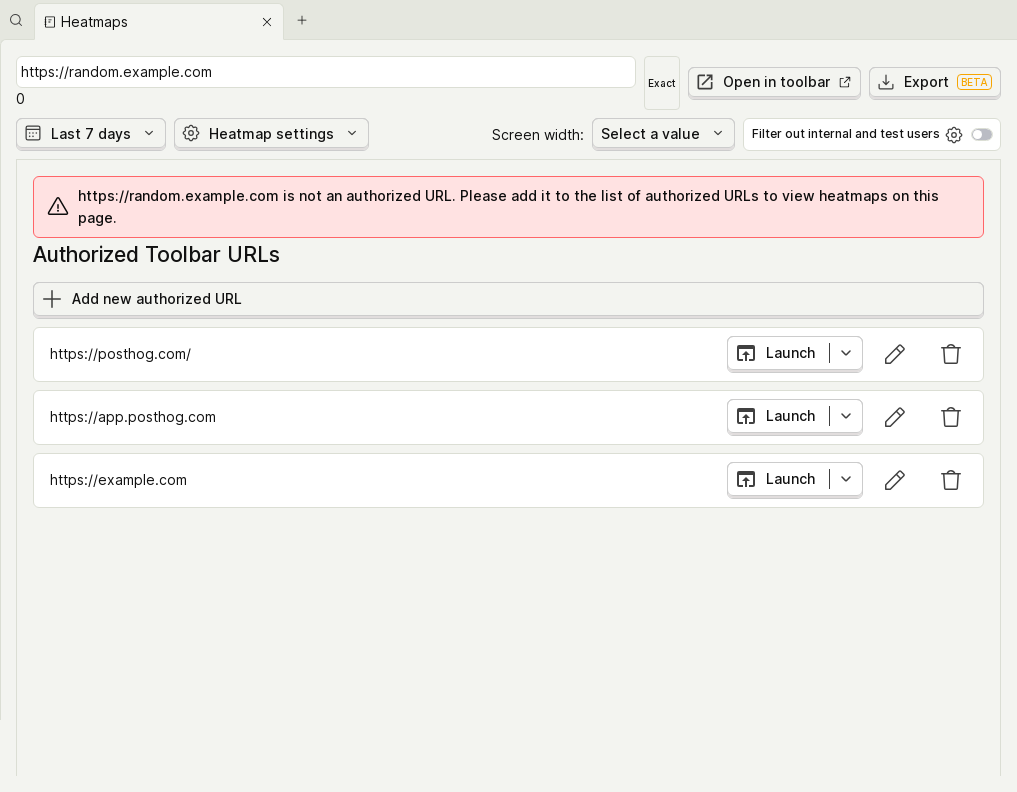 Heatmaps
https://random.example.com
Exact
Open in toolbar
Export BETA
0
Last 7 days
Heatmap settings
Screen width:
Select a value
Filter out internal and test users
https://random.example.com is not an authorized URL. Please add it to the list of authorized URLs to view heatmaps on this
page.
Authorized Toolbar URLs
Add new authorized URL
https://posthog.com/
Launch
https://app.posthog.com
Launch
https://example.com
Launch